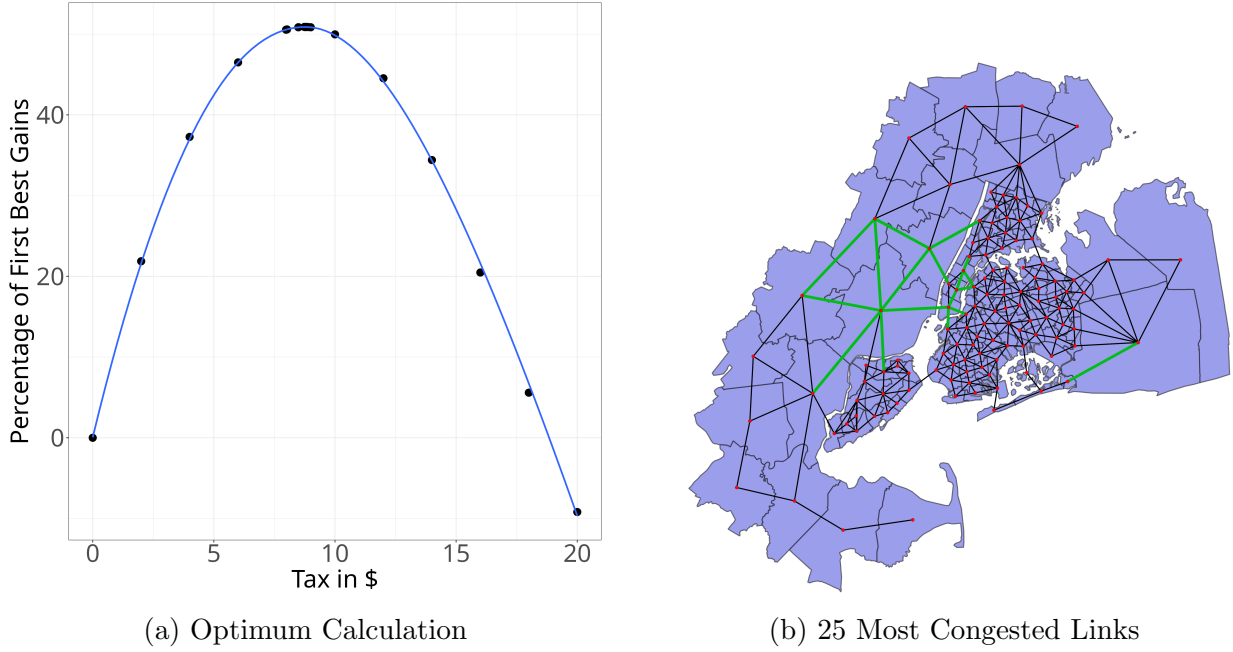 Percentage of First Best Gains
40
20
0
0 5 10 15 20
Tax in $
(a) Optimum Calculation
(b) 25 Most Congested Links